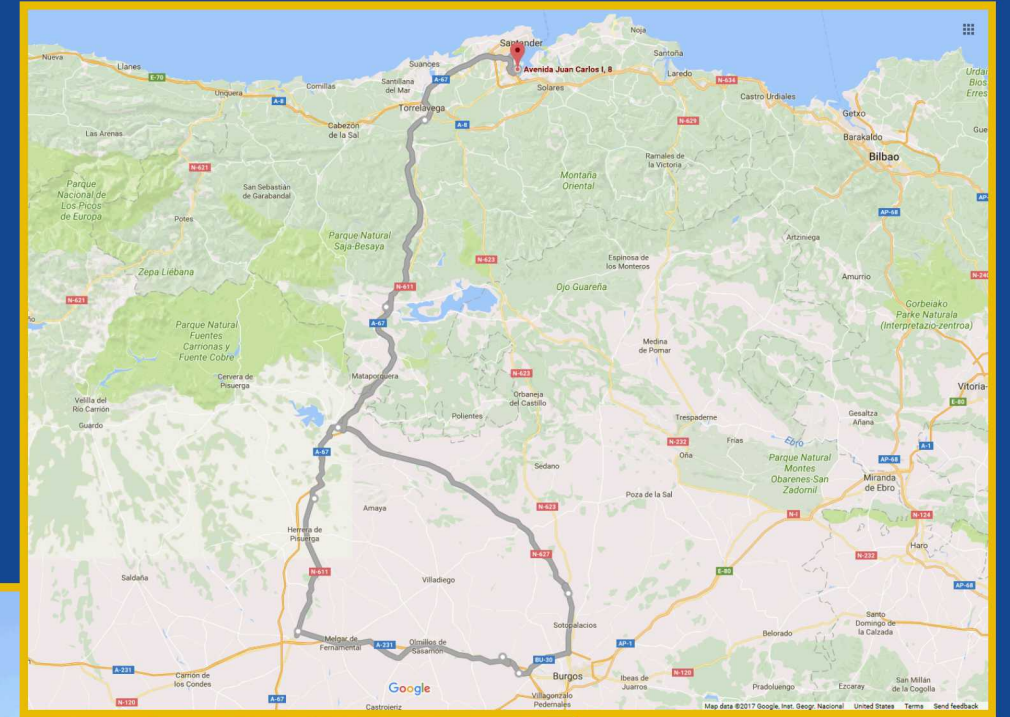 Noja
Santander
Nueva
Llanes
Suances
Santoña
E-70
A-67
Avenida Juan Carlos I, 8
Laredo
N-634
Comillas
Santillana
del Mar
Solares
Unquera
A-8
Castro Urdiales
Torrelavega
Getxo
Cabezón
de la Sal
A-8
N-629
Las Arenas
Barakaldo
Bilbao
N-621
Ramales de
la Victoria
Parque
Nacional de
Los Picos
de Europa
San Sebastián
de Garabandal
Montaña
Oriental
Potes
AP-68
Parque Natural
Saja-Besaya
Artziniega
Zepa Liébana
N-623
Espinosa de
los Monteros
Amurrio
N-240
N-611
Ojo Guareña
N-621
Gorbeiako
Parke Naturala
(Interpretazio-zentroa)
A-67
Parque Natural
Fuentes
Carrionas y
Fuente Cobre
Medina
de Pomar
Cervera de
Pisuerga
Mataporquera
N-623
Vitoria-
Velilla del
Río Carrión
Orbaneja
del Castillo
E-80
Guardo
Polientes
Trespaderne
Gesaltza
Añana
N-232
Frías
Ebro
A-1
A-67
Oña
AP-68
Sedano
Parque Natural
Montes
Obarenes-San
Zadornil
Miranda
de Ebro
Poza de la Sal
Amaya
N-623
N-I
N-124
Herrera de
Pisuerga
Haro
N-627
N-232
N-611
E-80
Saldaña
Villadiego
AP-68
Santo
Domingo de
la Calzada
Sotopalacios
Belorado
Melgar de
Fernamental
A-231
Olmillos de
Sasamón
AP-1
BU-30
A-231
Carrión de
los Condes
Burgos
Ibeas de
Juarros
N-120
San Millán
de la Cogolla
Google
Pradoluengo
Ezcaray
N-120
A-67
Castrojeriz
Villagonzalo
Pedernales
Map data ©2017 Google, Inst. Geogr. Nacional United States Terms Send feedback